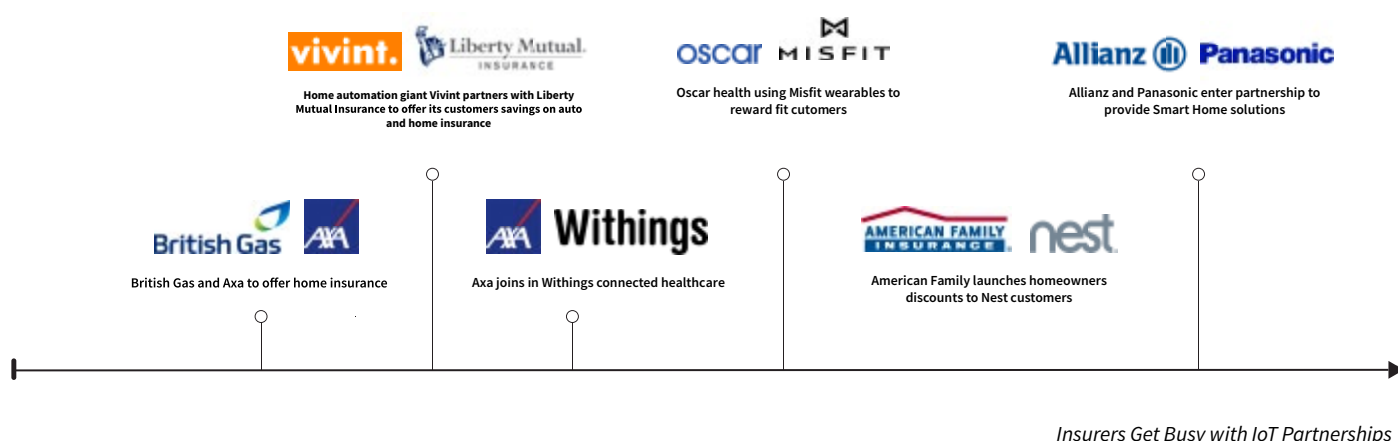 vivint.
Liberty Mutual.
INSURANCE
Home automation giant Vivint partners with Liberty
Mutual Insurance to offer its customers savings on auto
and home insurance
oscar
MISFIT
Oscar health using Misfit wearables to
reward fit cutomers
Allianz
Panasonic
Allianz and Panasonic enter partnership to
provide Smart Home solutions
British Gas
AXA
British Gas and Axa to offer home insurance
AXA
Withings
Axa joins in Withings connected healthcare
AMERICAN FAMILY
INSURANCE
nest
American Family launches homeowners
discounts to Nest customers
Insurers Get Busy with IoT Partnerships